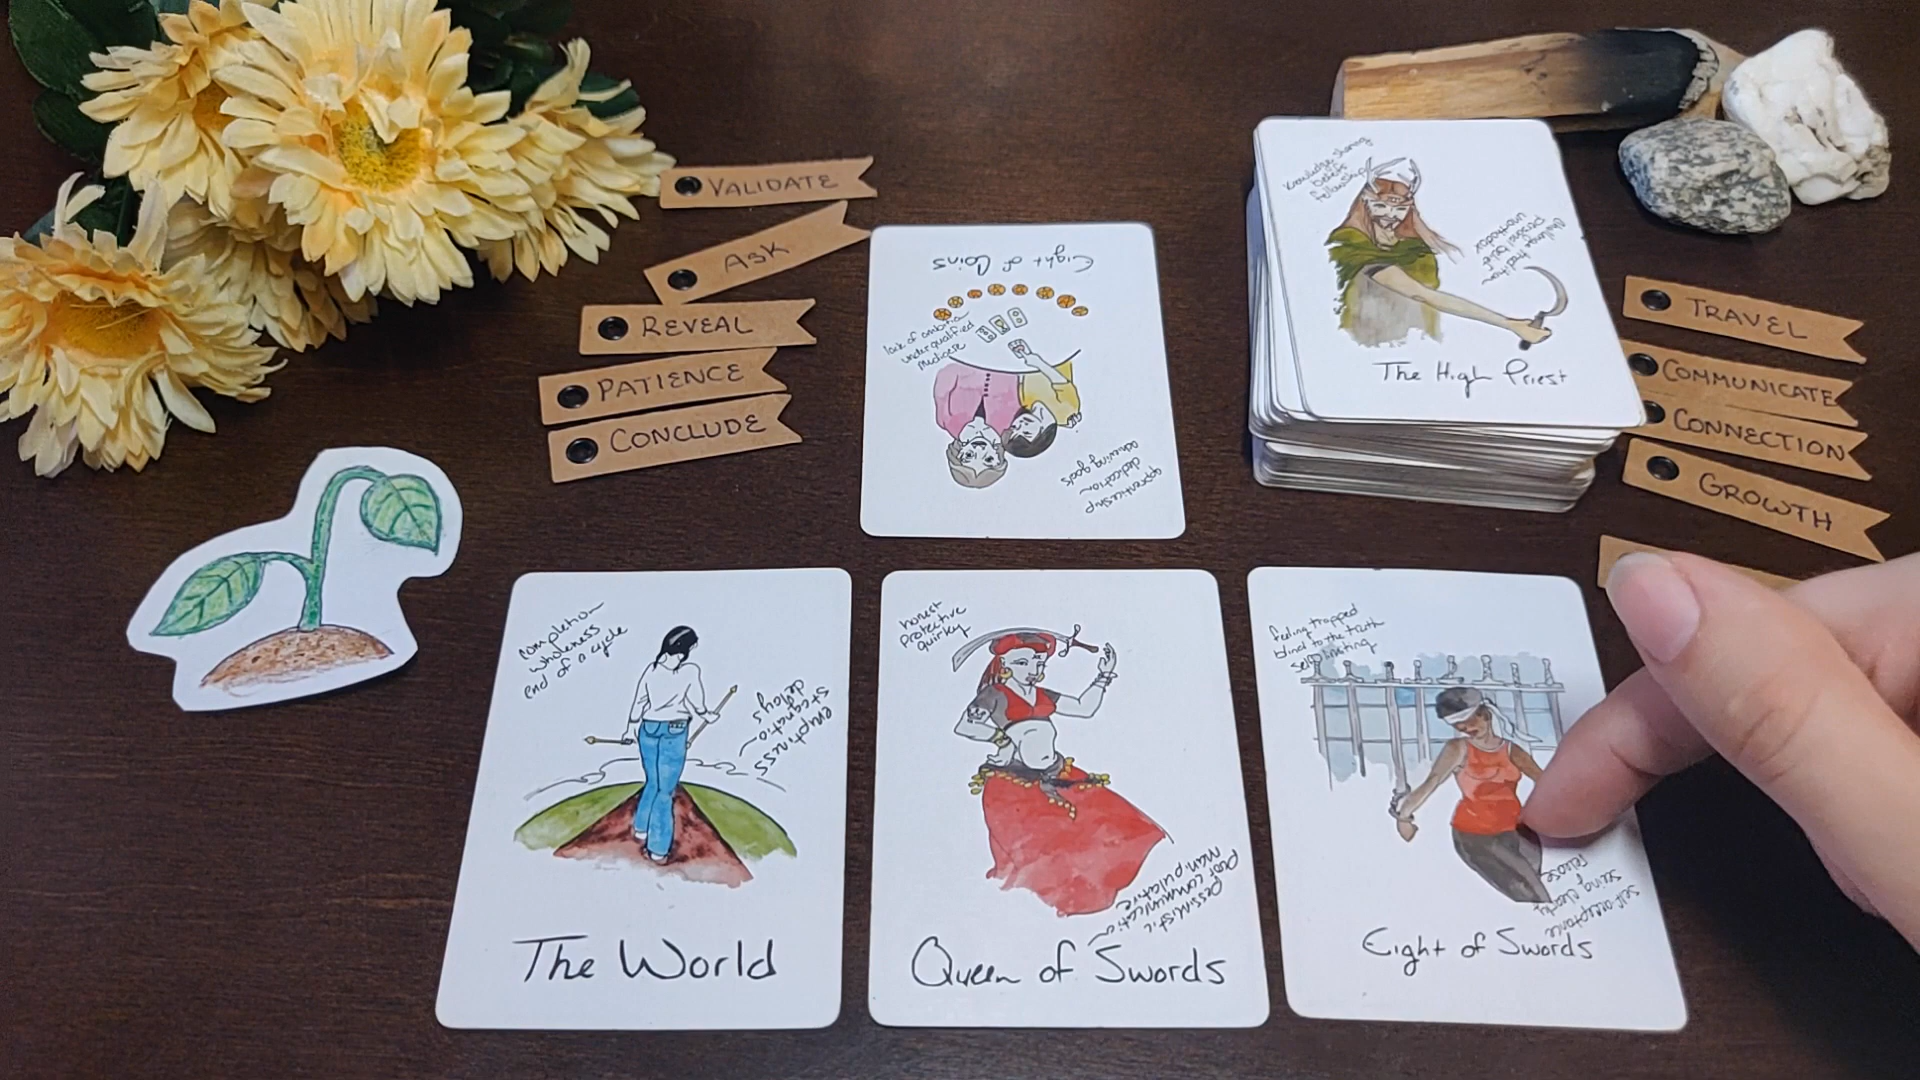 VALIDATE
ASK
REVEAL
PATIENCE
CONCLUDE
Eight of Coins
lack of ambition
underqualified
mediocre
apprenticeship
dedication
achieving goals
knowledge sharing
beliefs
fellowship
challenge tradition
personal belief
unorthodox
The High Priest
TRAVEL
COMMUNICATE
CONNECTION
GROWTH
completion
wholeness
end of a cycle
emptiness
stagnation
delays
The World
honest
protective
quirky
pessimistic
poor communication
manipulative
Queen of Swords
feeling trapped
blind to the truth
self limiting
self-acceptance
seeing clearly
release
Eight of Swords